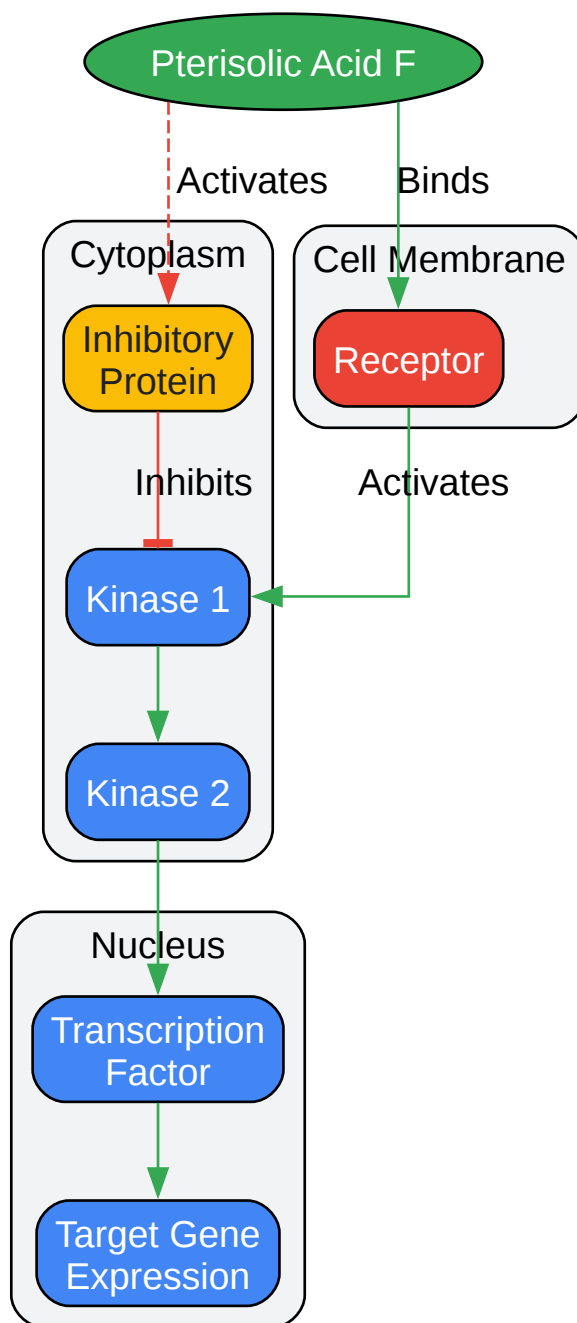 Pterisolic Acid F
Activates
Binds
Cytoplasm
Cell Membrane
Inhibitory
Protein
Receptor
Inhibits
Activates
Kinase 1
Kinase 2
Nucleus
Transcription
Factor
Target Gene
Expression